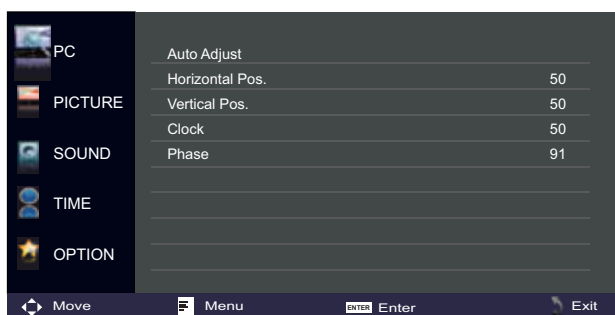 PC
PICTURE
SOUND
TIME
OPTION
Auto Adjust
Horizontal Pos. 50
Vertical Pos. 50
Clock 50
Phase 91
Move Menu ENTER Enter Exit